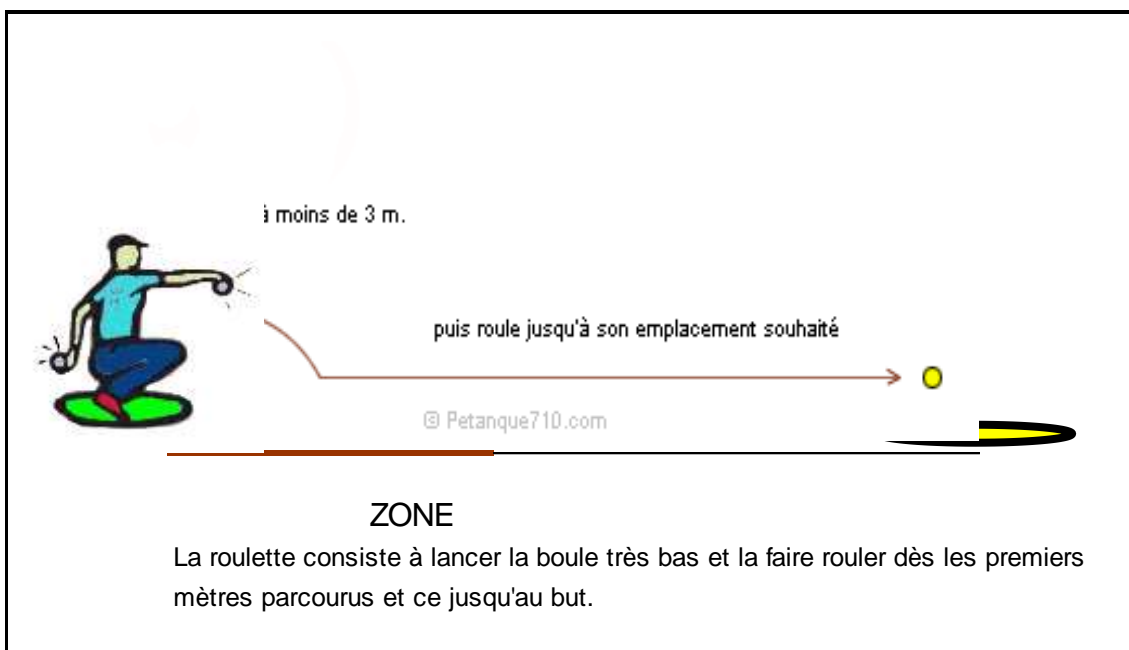 à moins de 3 m.
puis roule jusqu'à son emplacement souhaité
© Petanque710.com
ZONE
La roulette consiste à lancer la boule très bas et la faire rouler dès les premiers
mètres parcourus et ce jusqu'au but.